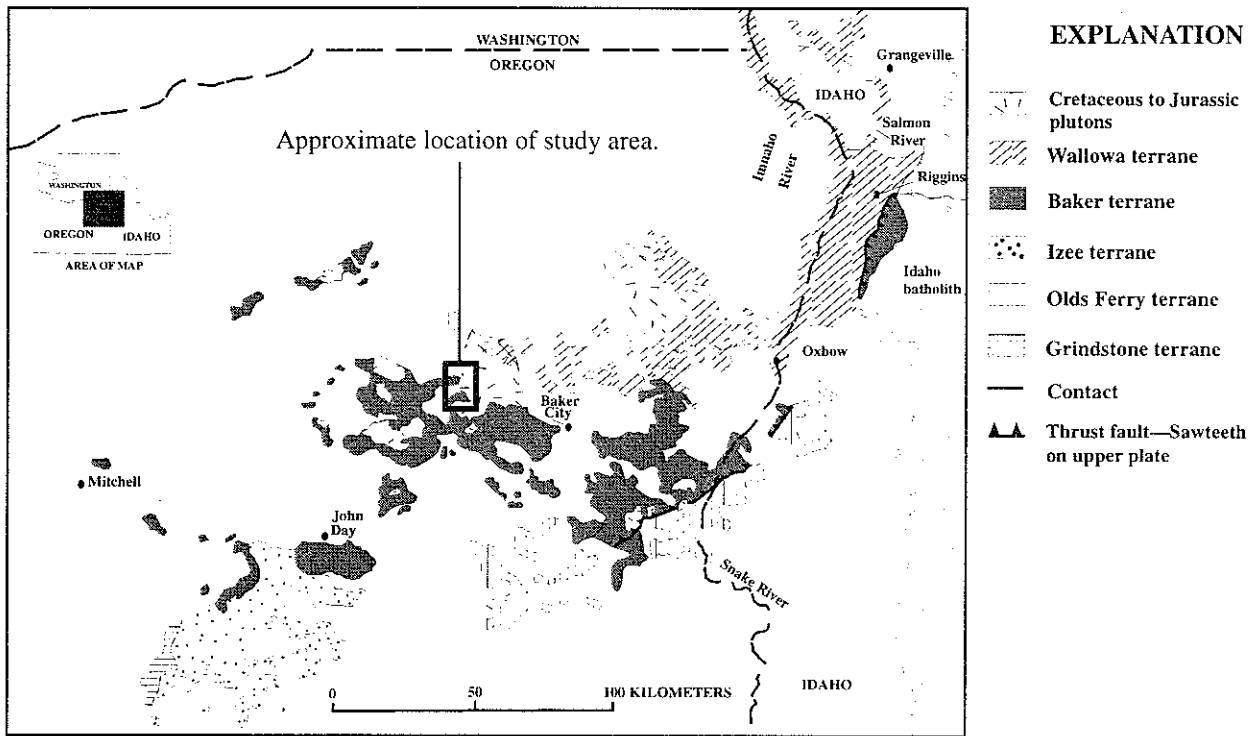 WASHINGTON
OREGON
Grangeville
IDAHO
Salmon
River
Approximate location of study area.
Imnaho
River
Riggins
WASHINGTON
OREGON
IDAHO
AREA OF MAP
Idaho
batholith
Oxbow
Baker
City
Mitchell
John
Day
Snake River
0
50
100 KILOMETERS
IDAHO
EXPLANATION
Cretaceous to Jurassic
plutons
Wallowa terrane
Baker terrane
Izee terrane
Olds Ferry terrane
Grindstone terrane
Contact
Thrust fault—Sawteeth
on upper plate